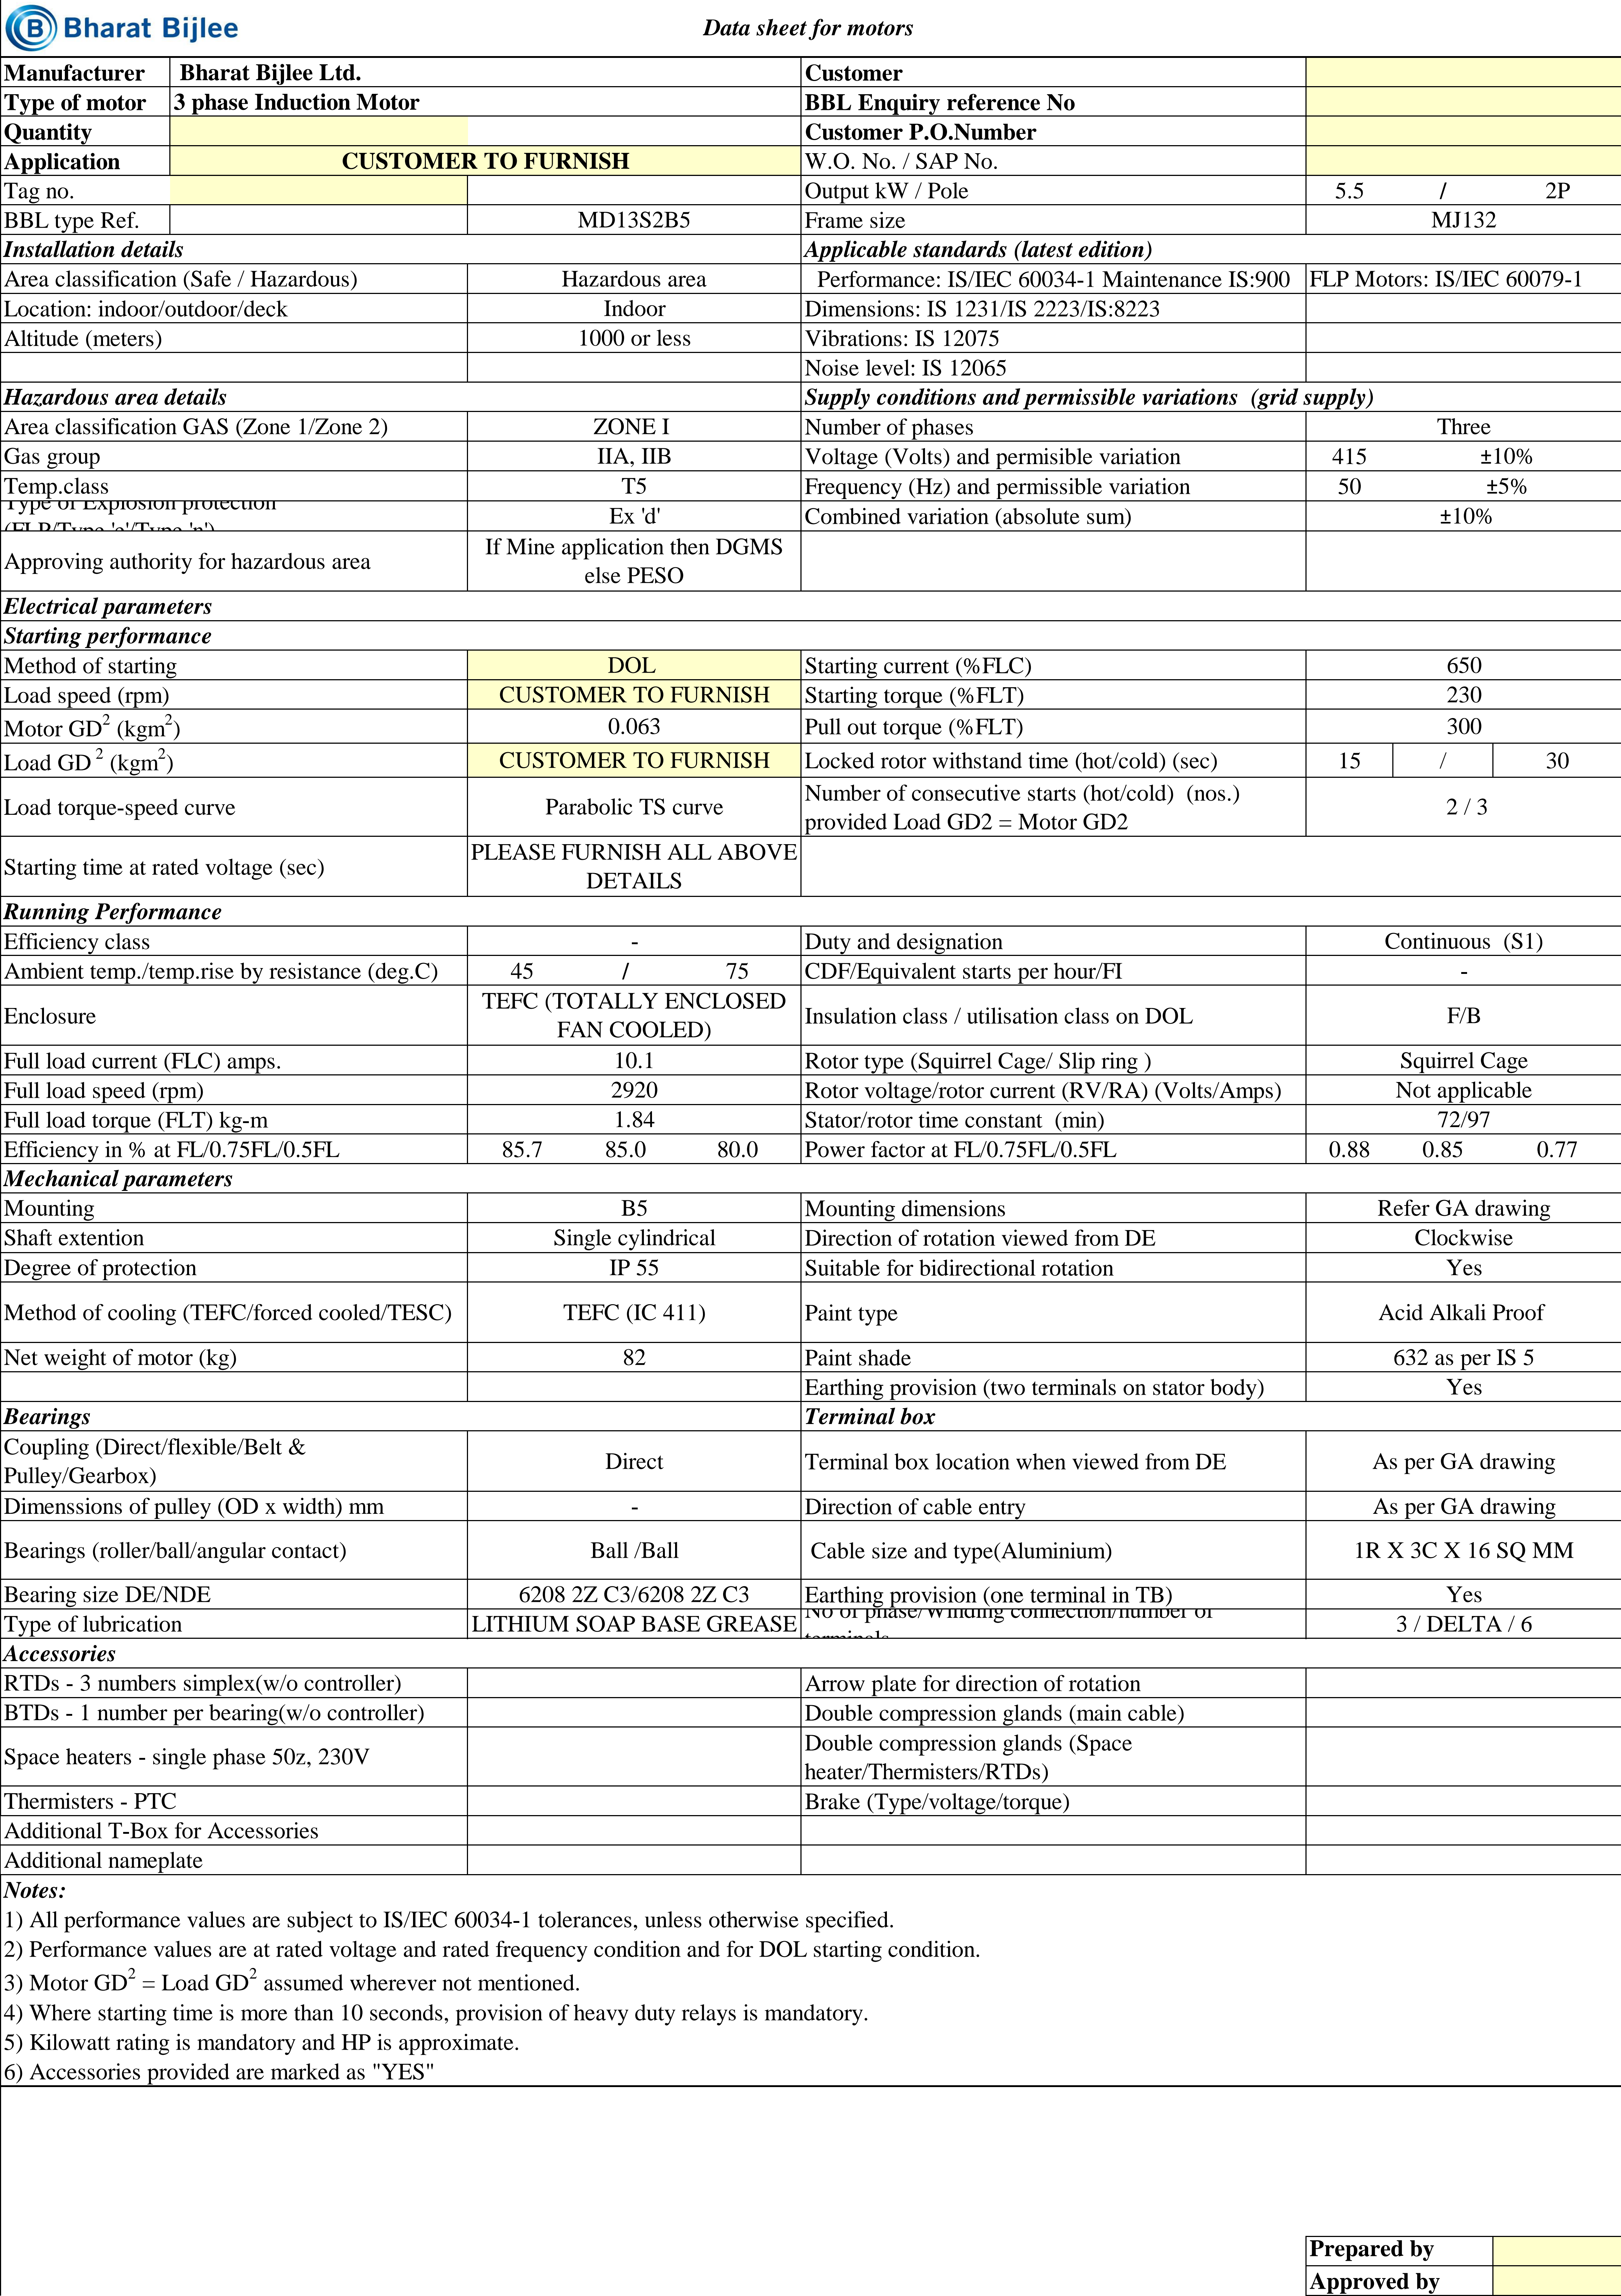 Bharat Bijlee
Data sheet for motors
Manufacturer Bharat Bijlee Ltd. Customer
Type of motor 3 phase Induction Motor BBL Enquiry reference No
Quantity Customer P.O.Number
Application CUSTOMER TO FURNISH W.O. No. / SAP No.
Tag no. Output kW / Pole 5.5 / 2P
BBL type Ref. MD13S2B5 Frame size MJ132
Installation details Applicable standards (latest edition)
Area classification (Safe / Hazardous) Hazardous area Performance: IS/IEC 60034-1 Maintenance IS:900 FLP Motors: IS/IEC 60079-1
Location: indoor/outdoor/deck Indoor Dimensions: IS 1231/IS 2223/IS:8223
Altitude (meters) 1000 or less Vibrations: IS 12075
Noise level: IS 12065
Hazardous area details Supply conditions and permissible variations (grid supply)
Area classification GAS (Zone 1/Zone 2) ZONE I Number of phases Three
Gas group IIA, IIB Voltage (Volts) and permisible variation 415 ±10%
Temp.class T5 Frequency (Hz) and permissible variation 50 ±5%
Type of Explosion protection
(FLP/Type 'e'/Type 'n') Ex 'd' Combined variation (absolute sum) ±10%
Approving authority for hazardous area If Mine application then DGMS
else PESO
Electrical parameters
Starting performance
Method of starting DOL Starting current (%FLC) 650
Load speed (rpm) CUSTOMER TO FURNISH Starting torque (%FLT) 230
Motor GD² (kgm²) 0.063 Pull out torque (%FLT) 300
Load GD ² (kgm²) CUSTOMER TO FURNISH Locked rotor withstand time (hot/cold) (sec) 15 / 30
Load torque-speed curve Parabolic TS curve Number of consecutive starts (hot/cold) (nos.)
provided Load GD2 = Motor GD2 2 / 3
Starting time at rated voltage (sec) PLEASE FURNISH ALL ABOVE
DETAILS
Running Performance
Efficiency class - Duty and designation Continuous (S1)
Ambient temp./temp.rise by resistance (deg.C) 45 / 75 CDF/Equivalent starts per hour/FI -
Enclosure TEFC (TOTALLY ENCLOSED
FAN COOLED) Insulation class / utilisation class on DOL F/B
Full load current (FLC) amps. 10.1 Rotor type (Squirrel Cage/ Slip ring ) Squirrel Cage
Full load speed (rpm) 2920 Rotor voltage/rotor current (RV/RA) (Volts/Amps) Not applicable
Full load torque (FLT) kg-m 1.84 Stator/rotor time constant (min) 72/97
Efficiency in % at FL/0.75FL/0.5FL 85.7 85.0 80.0 Power factor at FL/0.75FL/0.5FL 0.88 0.85 0.77
Mechanical parameters
Mounting B5 Mounting dimensions Refer GA drawing
Shaft extention Single cylindrical Direction of rotation viewed from DE Clockwise
Degree of protection IP 55 Suitable for bidirectional rotation Yes
Method of cooling (TEFC/forced cooled/TESC) TEFC (IC 411) Paint type Acid Alkali Proof
Net weight of motor (kg) 82 Paint shade 632 as per IS 5
Earthing provision (two terminals on stator body) Yes
Bearings Terminal box
Coupling (Direct/flexible/Belt &
Pulley/Gearbox) Direct Terminal box location when viewed from DE As per GA drawing
Dimenssions of pulley (OD x width) mm - Direction of cable entry As per GA drawing
Bearings (roller/ball/angular contact) Ball /Ball Cable size and type(Aluminium) 1R X 3C X 16 SQ MM
Bearing size DE/NDE 6208 2Z C3/6208 2Z C3 Earthing provision (one terminal in TB) Yes
Type of lubrication LITHIUM SOAP BASE GREASE No of phase/Winding connection/number of
terminals 3 / DELTA / 6
Accessories
RTDs - 3 numbers simplex(w/o controller) Arrow plate for direction of rotation
BTDs - 1 number per bearing(w/o controller) Double compression glands (main cable)
Space heaters - single phase 50z, 230V Double compression glands (Space
heater/Thermisters/RTDs)
Thermisters - PTC Brake (Type/voltage/torque)
Additional T-Box for Accessories
Additional nameplate
Notes:
1) All performance values are subject to IS/IEC 60034-1 tolerances, unless otherwise specified.
2) Performance values are at rated voltage and rated frequency condition and for DOL starting condition.
3) Motor GD² = Load GD² assumed wherever not mentioned.
4) Where starting time is more than 10 seconds, provision of heavy duty relays is mandatory.
5) Kilowatt rating is mandatory and HP is approximate.
6) Accessories provided are marked as "YES"
Prepared by
Approved by